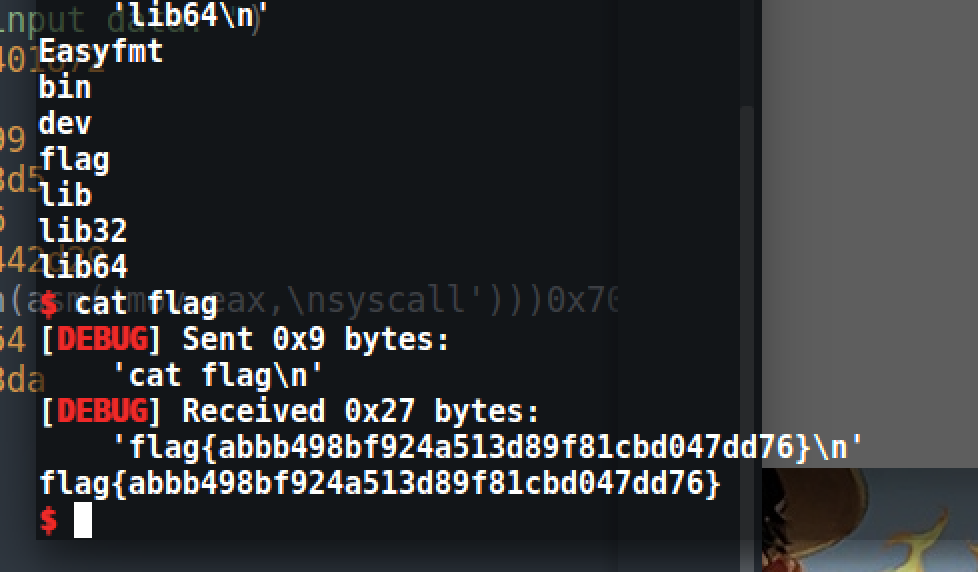 'lib64\n'
Easyfmt
bin
dev
flag
lib
lib32
lib64
$ cat flag
[DEBUG] Sent 0x9 bytes:
'cat flag\n'
[DEBUG] Received 0x27 bytes:
'flag{abbb498bf924a513d89f81cbd047dd76}\n'
flag{abbb498bf924a513d89f81cbd047dd76}
$